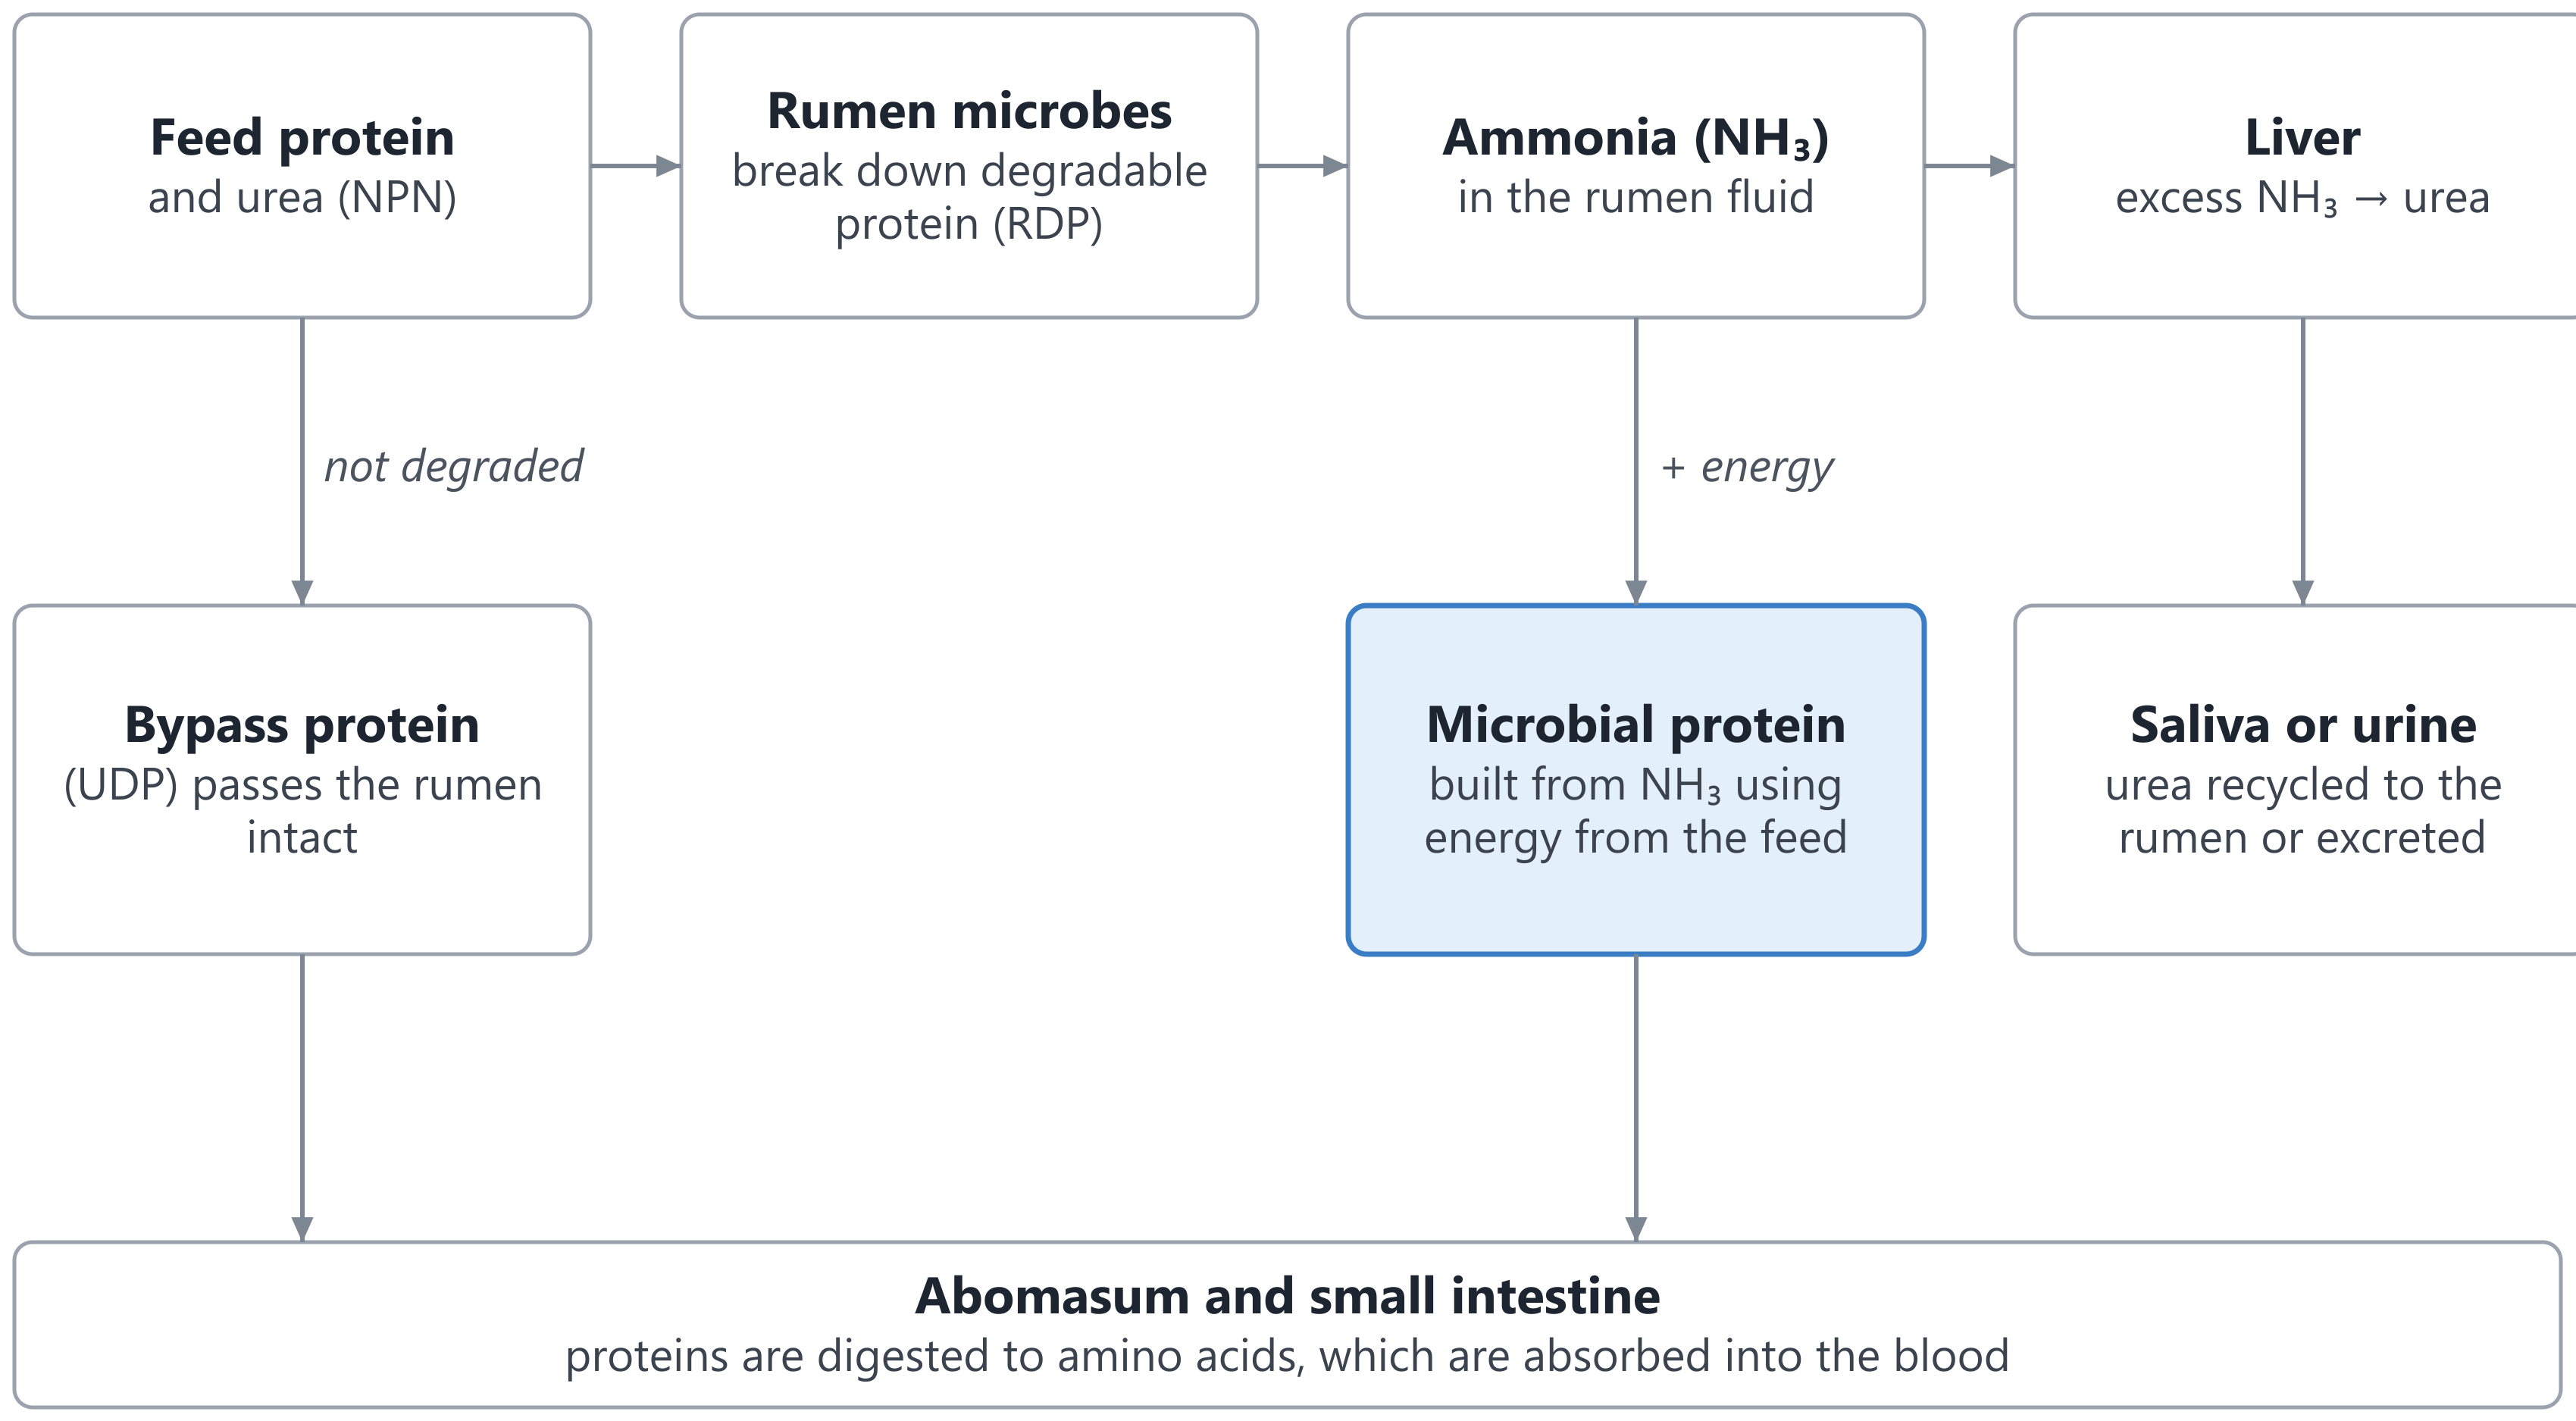 Feed protein
and urea (NPN)
Rumen microbes
break down degradable
protein (RDP)
Ammonia (NH₃)
in the rumen fluid
Liver
excess NH₃ → urea
not degraded
+ energy
Bypass protein
(UDP) passes the rumen
intact
Microbial protein
built from NH₃ using
energy from the feed
Saliva or urine
urea recycled to the
rumen or excreted
Abomasum and small intestine
proteins are digested to amino acids, which are absorbed into the blood